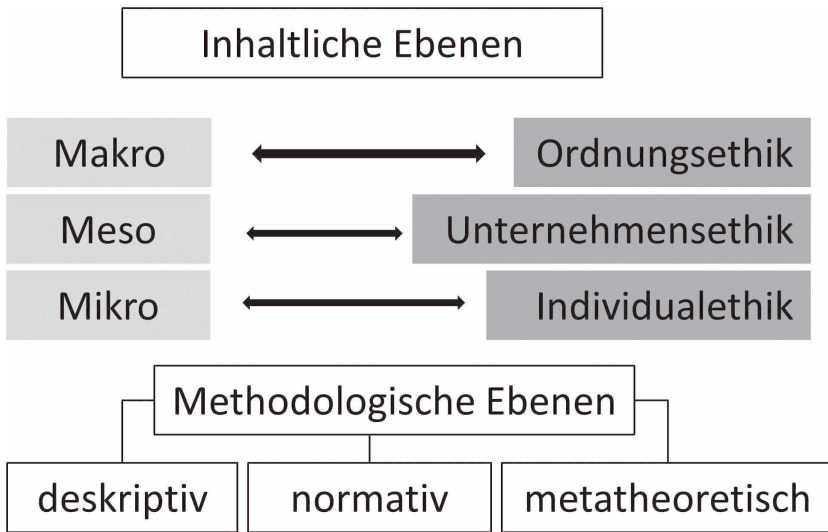 Inhaltliche Ebenen
Makro Ordnungsethik
Meso Unternehmensethik
Mikro Individualethik
Methodologische Ebenen
deskriptiv normativ metatheoretisch